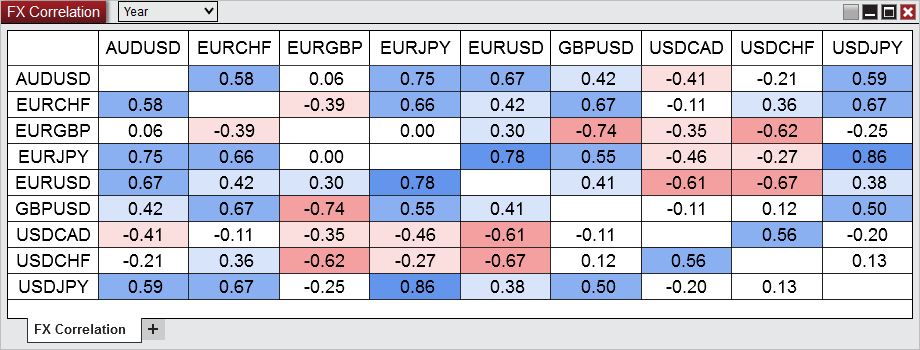 FX Correlation Year
AUDUSD EURCHF EURGBP EURJPY EURUSD GBPUSD USDCAD USDCHF USDJPY
AUDUSD 0.58 0.06 0.75 0.67 0.42 -0.41 -0.21 0.59
EURCHF 0.58 -0.39 0.66 0.42 0.67 -0.11 0.36 0.67
EURGBP 0.06 -0.39 0.00 0.30 -0.74 -0.35 -0.62 -0.25
EURJPY 0.75 0.66 0.00 0.78 0.55 -0.46 -0.27 0.86
EURUSD 0.67 0.42 0.30 0.78 0.41 -0.61 -0.67 0.38
GBPUSD 0.42 0.67 -0.74 0.55 0.41 -0.11 0.12 0.50
USDCAD -0.41 -0.11 -0.35 -0.46 -0.61 -0.11 0.56 -0.20
USDCHF -0.21 0.36 -0.62 -0.27 -0.67 0.12 0.56 0.13
USDJPY 0.59 0.67 -0.25 0.86 0.38 0.50 -0.20 0.13
FX Correlation +